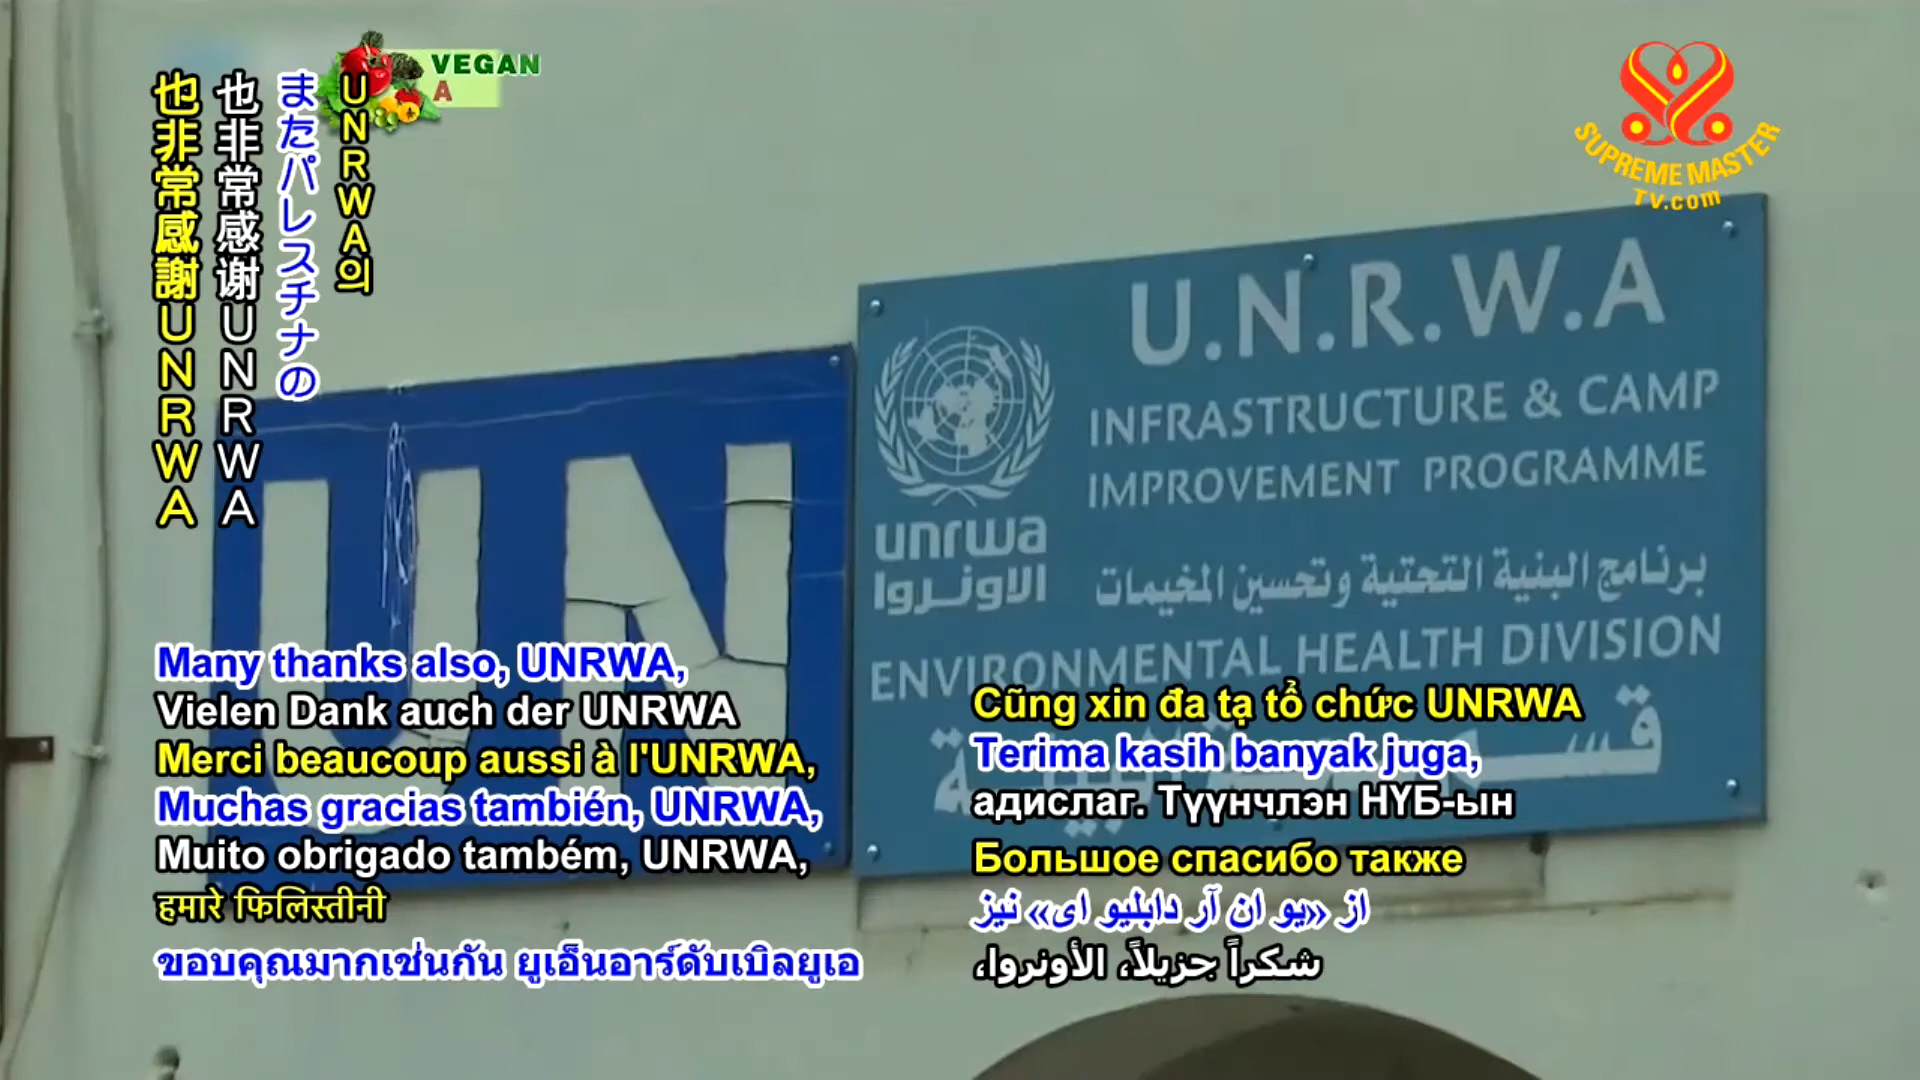 也非常感謝UNRWA
也非常感谢UNRWA
またパレスチナの
UNRWA의
VEGAN
A
SUPREME MASTER
TV.com
UN
U.N.R.W.A
INFRASTRUCTURE & CAMP
IMPROVEMENT PROGRAMME
unrwa
الاونروا
برنامج البنية التحتية وتحسين المخيمات
ENVIRONMENTAL HEALTH DIVISION
Many thanks also, UNRWA,
Vielen Dank auch der UNRWA
Merci beaucoup aussi à l'UNRWA,
Muchas gracias también, UNRWA,
Muito obrigado também, UNRWA,
हमारे फिलिस्तीनी
ขอบคุณมากเช่นกัน ยูเอ็นอาร์ดับเบิลยูเอ
Cũng xin đa tạ tổ chức UNRWA
Terima kasih banyak juga,
адислаг. Түүнчлэн НҮБ-ын
Большое спасибо также
از «یو ان آر دابلیو ای» نیز
شكراً جزيلاً، الأونروا،